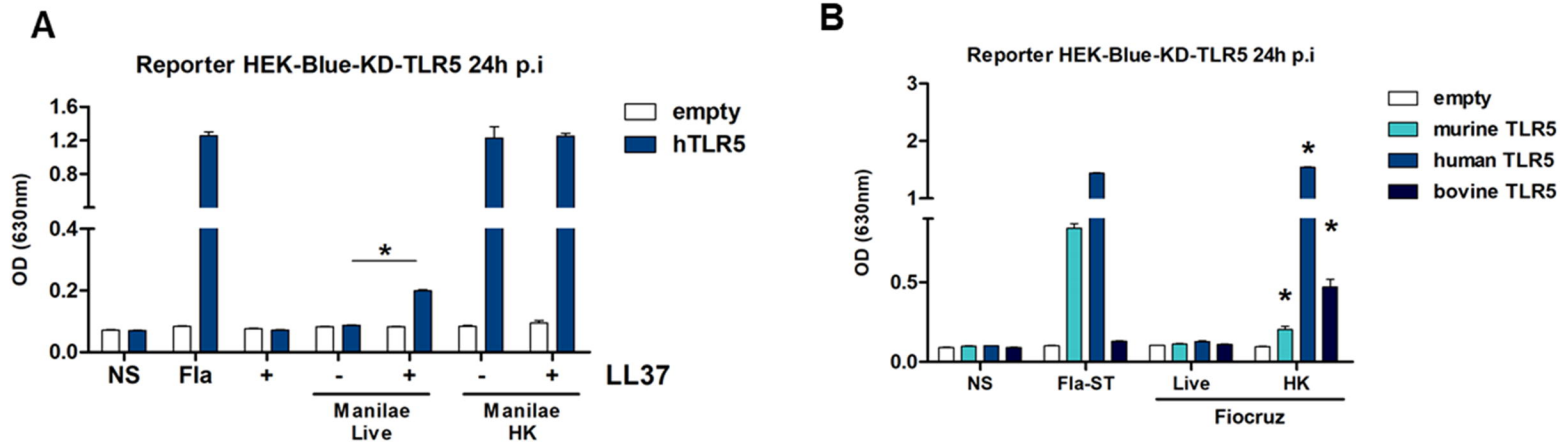 A
Reporter HEK-Blue-KD-TLR5 24h p.i
empty
hTLR5
OD (630nm)
1.6
1.2
0.8
0.4
0.2
0.0
*
NS Fla + - + - + LL37
Manilae Manilae
Live HK
B
Reporter HEK-Blue-KD-TLR5 24h p.i
empty
murine TLR5
human TLR5
bovine TLR5
OD (630nm)
3
2
1
0.5
0.0
*
*
*
NS Fla-ST Live HK
Fiocruz